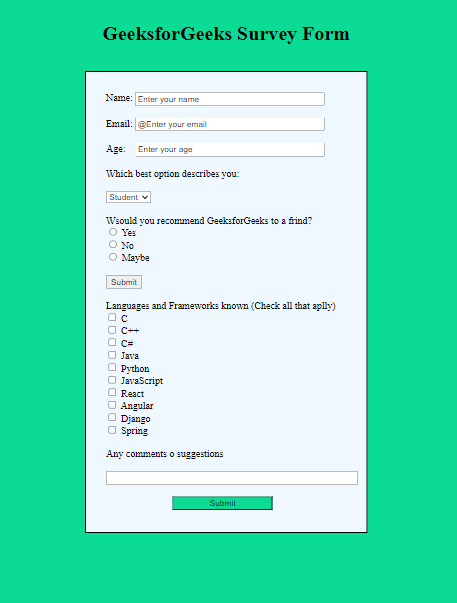 GeeksforGeeks Survey Form
Name: Enter your name
Email: @Enter your email
Age: Enter your age
Which best option describes you:
Student
Wsould you recommend GeeksforGeeks to a frind?
Yes
No
Maybe
Submit
Languages and Frameworks known (Check all that aplly)
C
C++
C#
Java
Python
JavaScript
React
Angular
Django
Spring
Any comments o suggestions
Submit